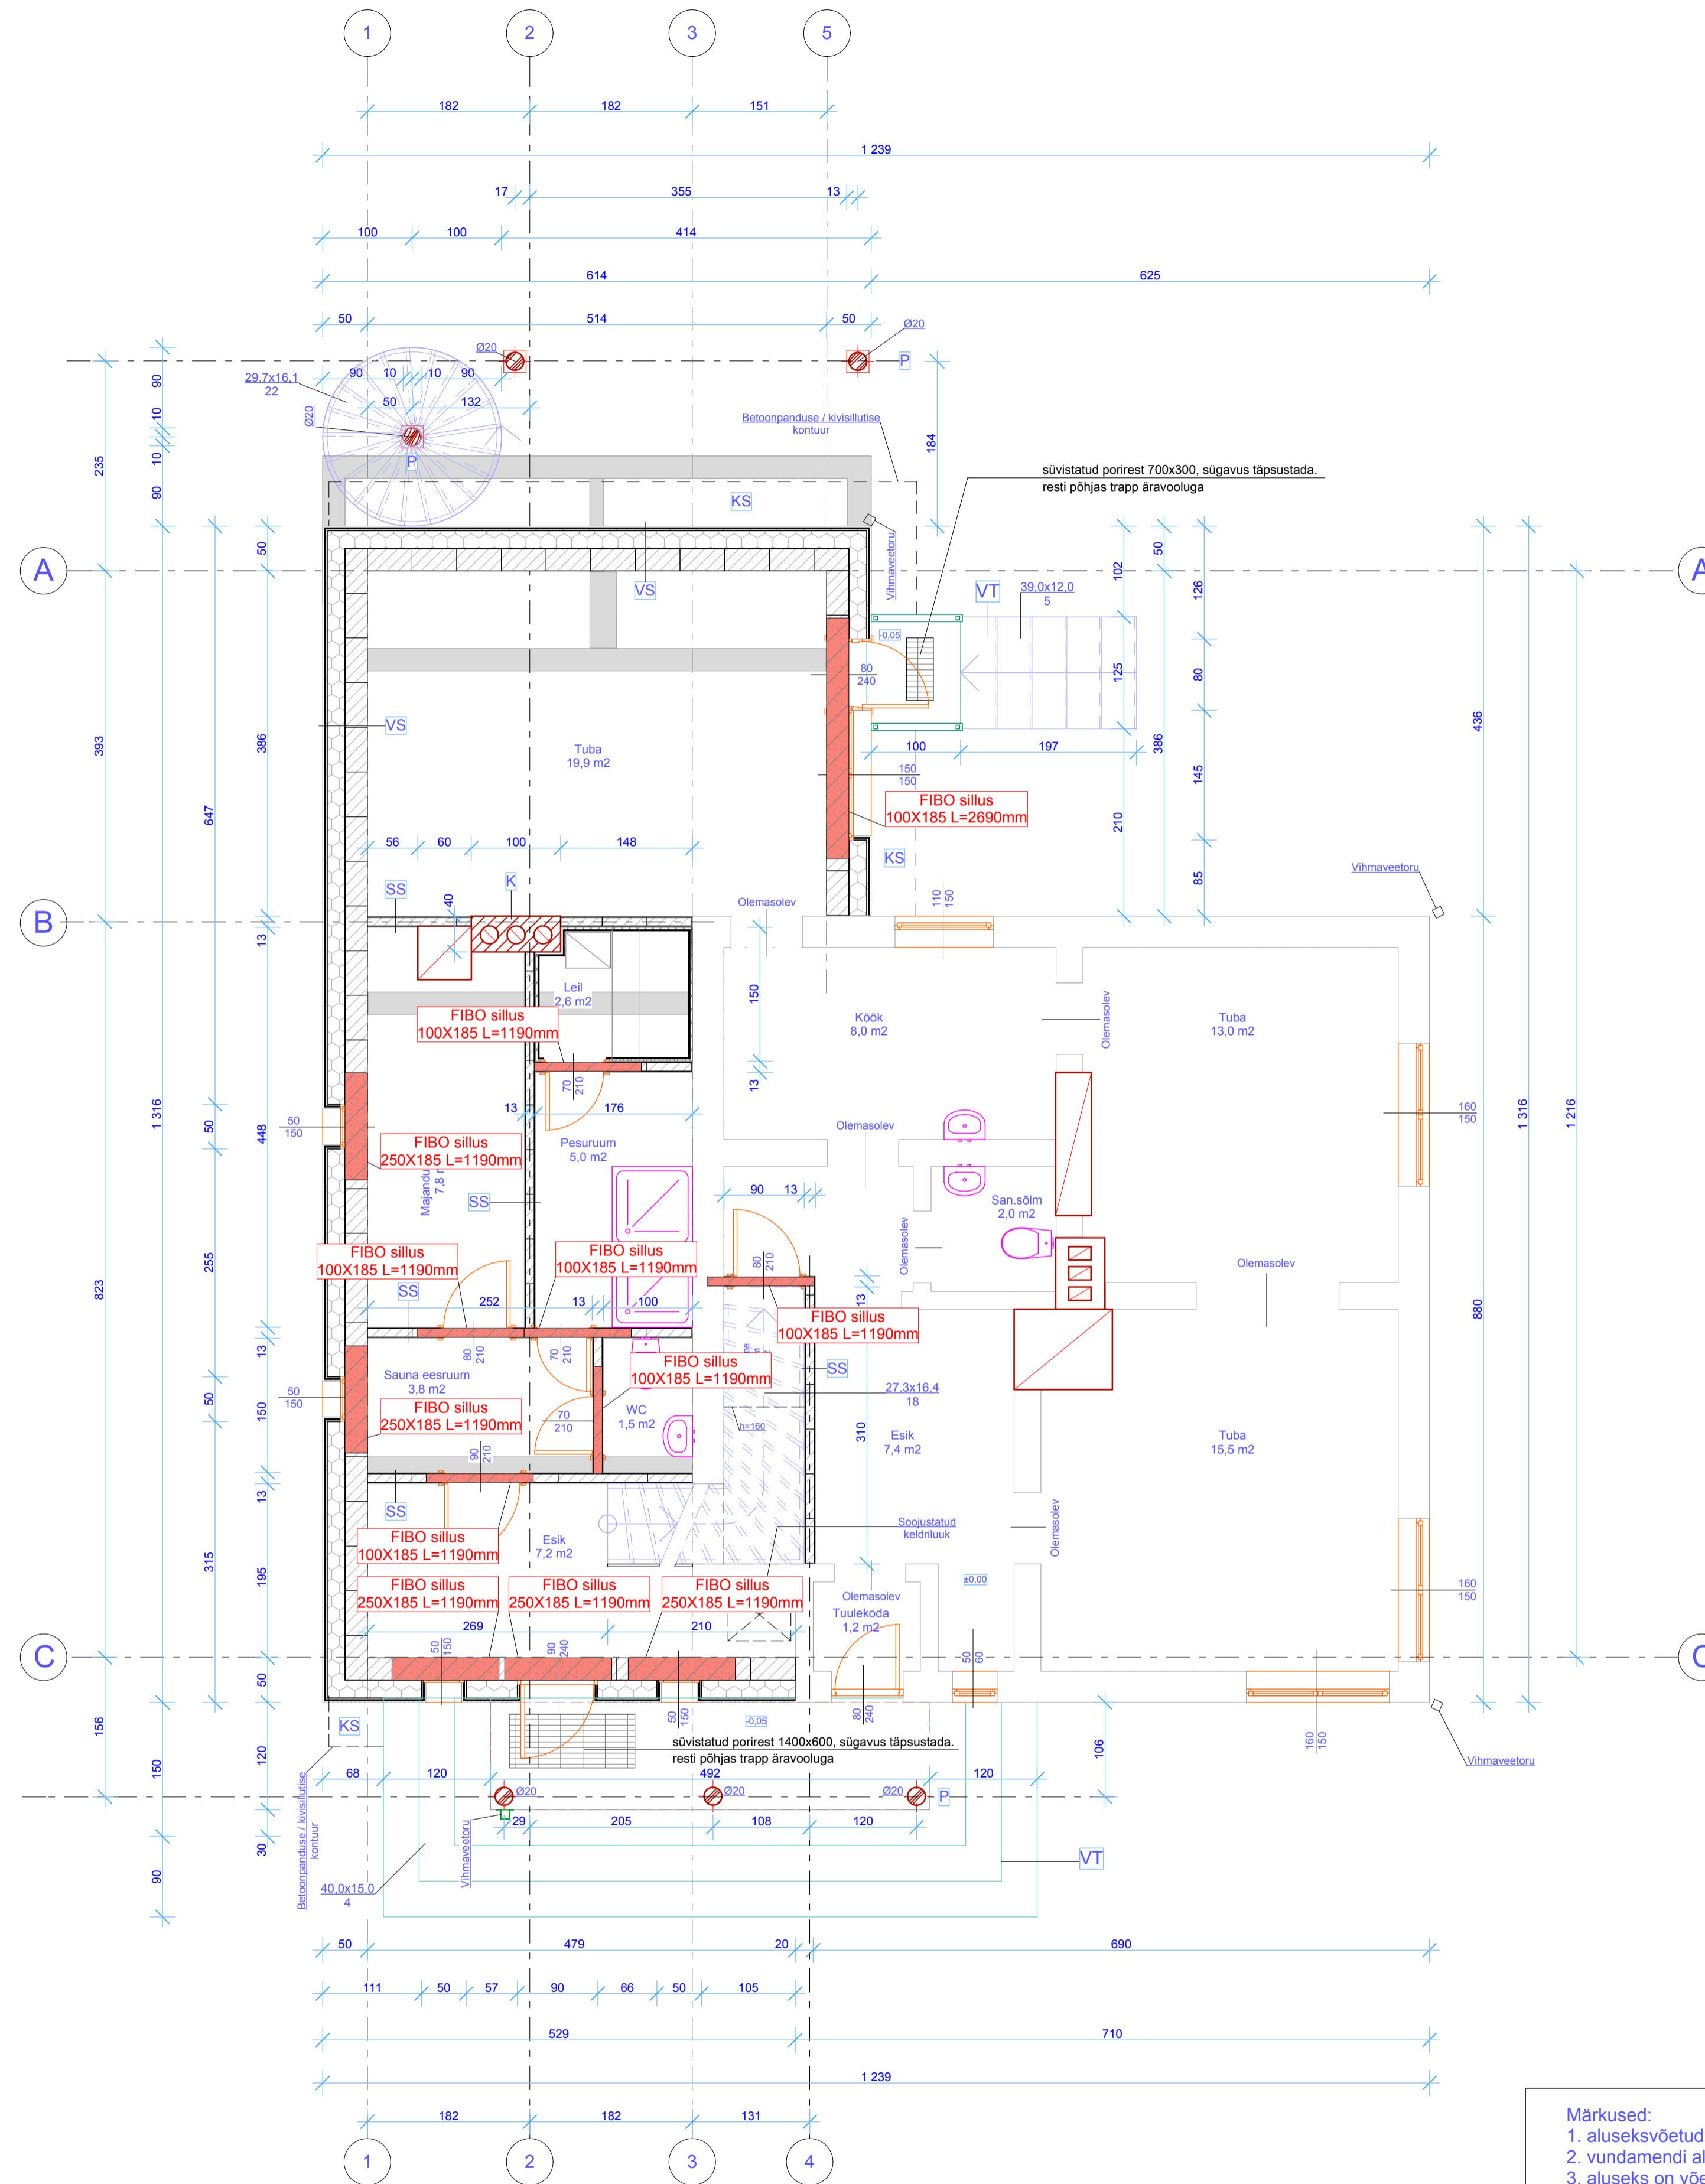 1
2
3
5
182
182
151
1 239
17
355
13
100
100
414
614
625
50
514
50
Ø20
Ø20
P
29,7x16,1
22
90
10
10
90
50
132
Ø20
P
Betoonpanduse / kivisillutise
kontuur
184
süvistatud porirest 700x300, sügavus täpsustada.
resti põhjas trapp äravooluga
KS
90
10
10
90
235
50
A
A
VS
Vihmaveetoru
VT
39,0x12,0
5
-0,05
80
240
102
125
210
50
386
126
80
145
85
436
100
197
VS
Tuba
19,9 m2
150
150
FIBO sillus
100X185 L=2690mm
393
386
647
56
60
100
148
KS
Vihmaveetoru
SS
K
40
Olemasolev
110
150
B
13
Leil
2,6 m2
150
13
Köök
8,0 m2
Olemasolev
Tuba
13,0 m2
FIBO sillus
100X185 L=1190mm
70
210
13
176
1 316
50
448
50
150
FIBO sillus
250X185 L=1190mm
Pesuruum
5,0 m2
Olemasolev
160
150
1 316
1 216
SS
90
13
San.sõlm
2,0 m2
Olemasolev
80
210
255
823
FIBO sillus
100X185 L=1190mm
FIBO sillus
100X185 L=1190mm
Olemasolev
SS
252
13
100
13
880
FIBO sillus
100X185 L=1190mm
13
80
210
70
210
Sauna eesruum
3,8 m2
FIBO sillus
100X185 L=1190mm
SS
50
150
50
150
FIBO sillus
250X185 L=1190mm
70
210
WC
1,5 m2
27,3x16,4
18
h=160
310
Esik
7,4 m2
Tuba
15,5 m2
90
210
13
SS
FIBO sillus
100X185 L=1190mm
Esik
7,2 m2
Soojustatud
keldriluuk
Olemasolev
315
195
FIBO sillus
250X185 L=1190mm
FIBO sillus
250X185 L=1190mm
FIBO sillus
250X185 L=1190mm
±0,00
Olemasolev
Tuulekoda
1,2 m2
160
150
269
210
50
150
90
240
50
60
C
50
156
150
120
KS
50
150
-0,05
80
240
160
150
106
süvistatud porirest 1400x600, sügavus täpsustada.
resti põhjas trapp äravooluga
Vihmaveetoru
68
120
492
120
Ø20
Ø20
Ø20
P
29
205
108
120
Betoonpanduse / kivisillutise
kontuur
Vihmaveetoru
30
90
40,0x15,0
4
VT
50
479
20
690
111
50
57
90
66
50
105
529
710
1 239
182
182
131
1
2
3
4
Märkused:
1. aluseksvõetud
2. vundamendi
3. aluseks on